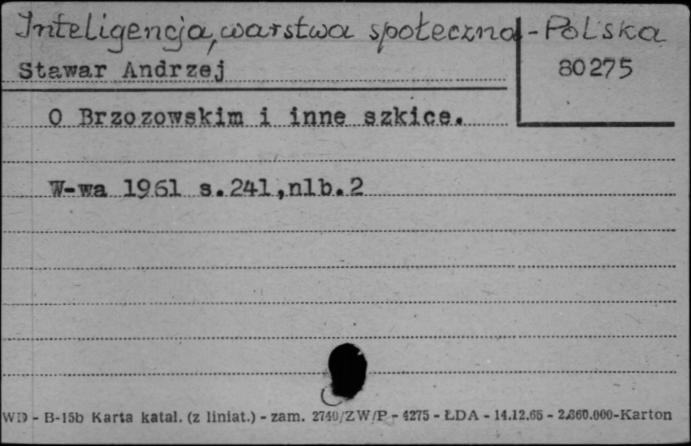 Inteligencja, warstwa społeczna - Polska
Stawar Andrzej
80275
O Brzozowskim i inne szkice.
W-wa 1961 s.241,nlb.2
WD - B-15b Karta katal. (z liniat.) - zam. 2740/ZW/P - 4275 - ŁDA - 14.12.65 - 2.860.000-Karton